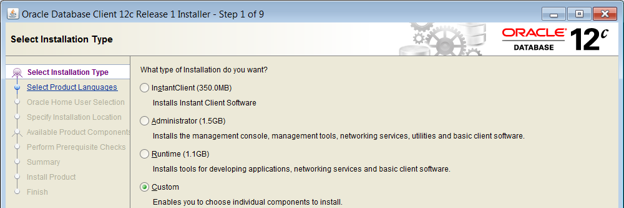 Oracle Database Client 12c Release 1 Installer - Step 1 of 9
Select Installation Type
ORACLE
DATABASE
12c
Select Installation Type
Select Product Languages
Oracle Home User Selection
Specify Installation Location
Available Product Components
Perform Prerequisite Checks
Summary
Install Product
Finish
What type of Installation do you want?
InstantClient (350.0MB)
Installs Instant Client Software
Administrator (1.5GB)
Installs the management console, management tools, networking services, utilities and basic client software.
Runtime (1.1GB)
Installs tools for developing applications, networking services and basic client software.
Custom
Enables you to choose individual components to install.